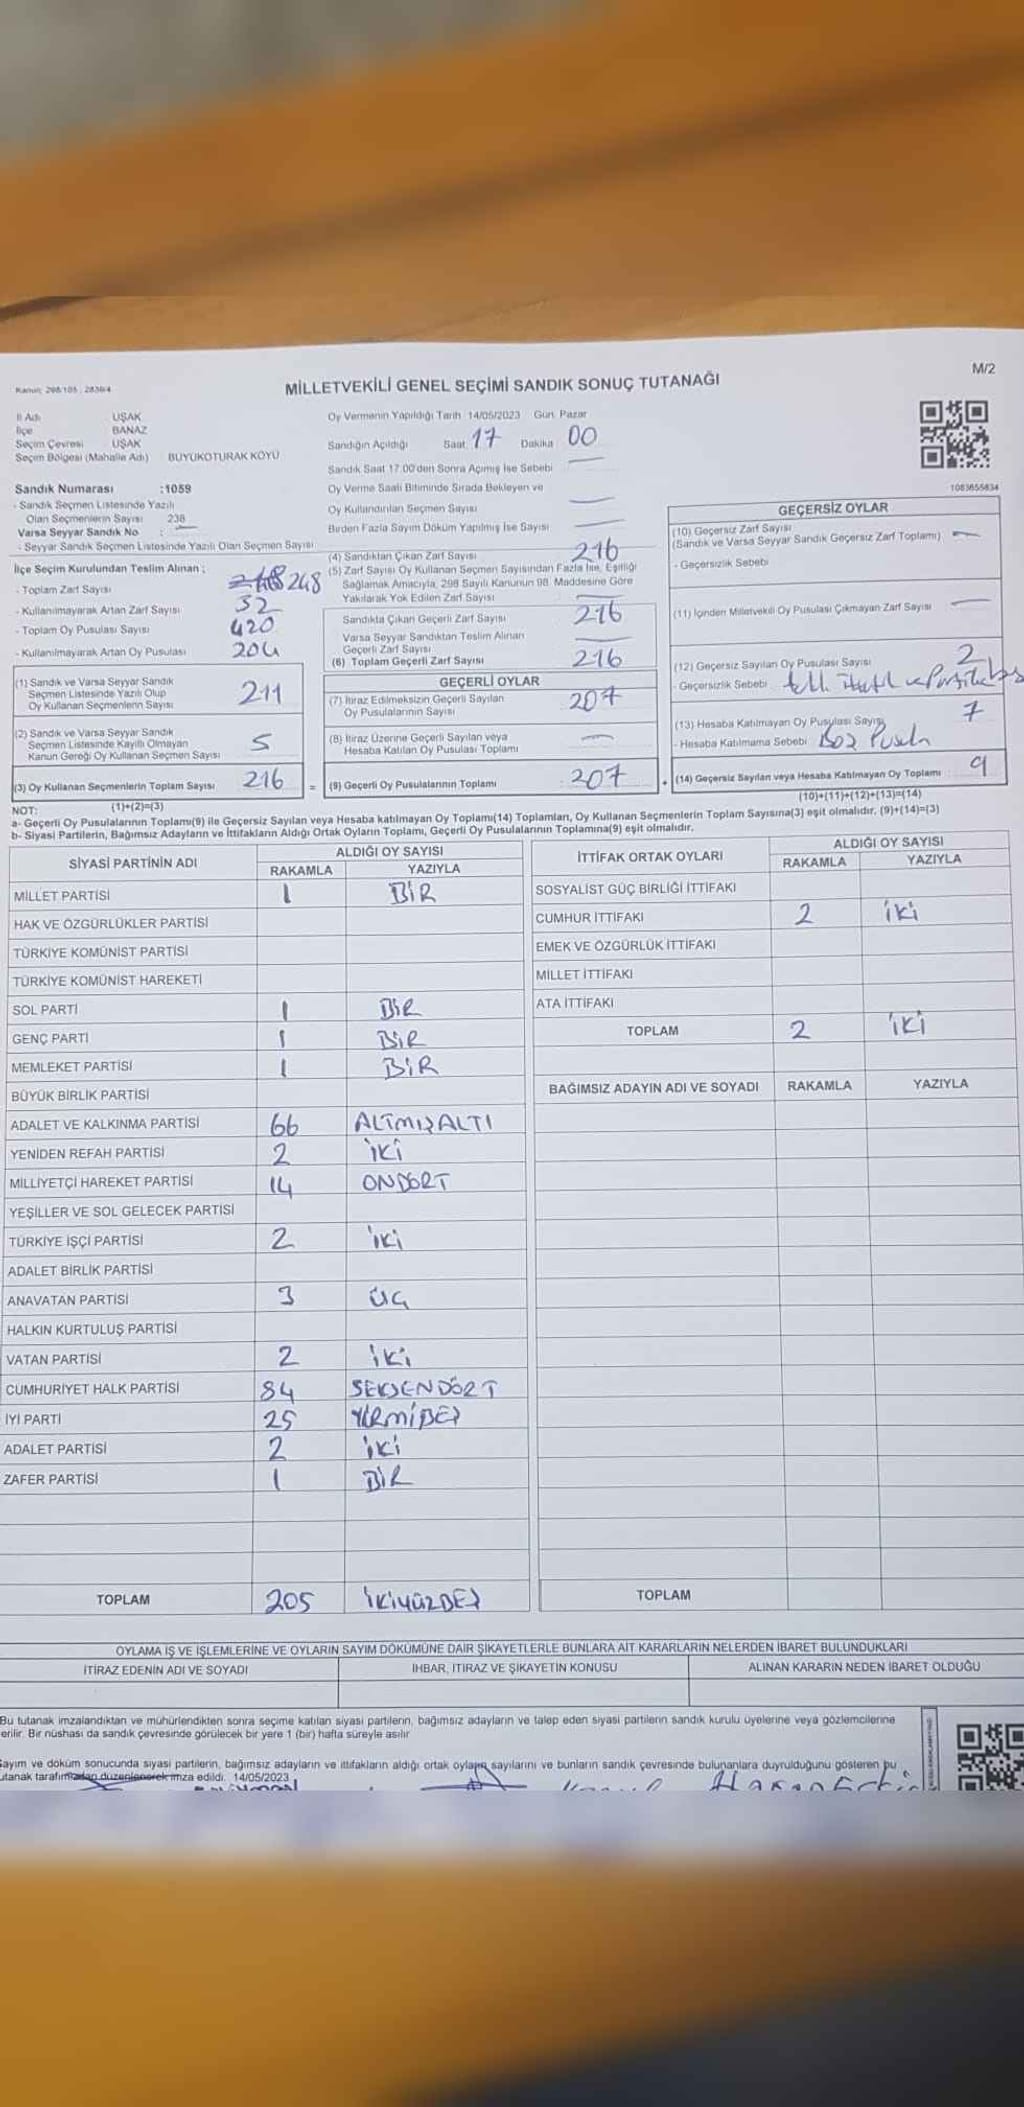 M/2
Kanun: 298/105 , 2839/4
MİLLETVEKİLİ GENEL SEÇİMİ SANDIK SONUÇ TUTANAĞI
İl Adı UŞAK
İlçe BANAZ
Seçim Çevresi UŞAK
Seçim Bölgesi (Mahalle Adı) BÜYÜKOTURAK KÖYÜ
Sandık Numarası :1059
- Sandık Seçmen Listesinde Yazılı
Olan Seçmenlerin Sayısı 238
Varsa Seyyar Sandık No :
- Seyyar Sandık Seçmen Listesinde Yazılı Olan Seçmen Sayısı
Oy Vermenin Yapıldığı Tarih 14/05/2023 Gün: Pazar
Sandığın Açıldığı Saat 17 Dakika 00
Sandık Saat 17.00'den Sonra Açılmış İse Sebebi
Oy Verme Saati Bitiminde Sırada Bekleyen ve
Oy Kullandırılan Seçmen Sayısı
Birden Fazla Sayım Döküm Yapılmış İse Sayısı
1083655834
İlçe Seçim Kurulundan Teslim Alınan ;
- Toplam Zarf Sayısı 248
- Kullanılmayarak Artan Zarf Sayısı 32
- Toplam Oy Pusulası Sayısı 420
- Kullanılmayarak Artan Oy Pusulası 204
(1) Sandık ve Varsa Seyyar Sandık
Seçmen Listesinde Yazılı Olup
Oy Kullanan Seçmenlerin Sayısı 211
(2) Sandık ve Varsa Seyyar Sandık
Seçmen Listesinde Kayıtlı Olmayan
Kanun Gereği Oy Kullanan Seçmen Sayısı 5
(3) Oy Kullanan Seçmenlerin Toplam Sayısı 216 =
(1)+(2)=(3)
(4) Sandıktan Çıkan Zarf Sayısı 216
(5) Zarf Sayısı Oy Kullanan Seçmen Sayısından Fazla İse, Eşitliği
Sağlamak Amacıyla, 298 Sayılı Kanunun 98. Maddesine Göre
Yakılarak Yok Edilen Zarf Sayısı
Sandıkta Çıkan Geçerli Zarf Sayısı 216
Varsa Seyyar Sandıktan Teslim Alınan
Geçerli Zarf Sayısı
(6) Toplam Geçerli Zarf Sayısı 216
GEÇERLİ OYLAR
(7) İtiraz Edilmeksizin Geçerli Sayılan
Oy Pusulalarının Sayısı 207
(8) İtiraz Üzerine Geçerli Sayılan veya
Hesaba Katılan Oy Pusulası Toplamı
(9) Geçerli Oy Pusulalarının Toplamı 207 +
GEÇERSİZ OYLAR
(10) Geçersiz Zarf Sayısı
(Sandık ve Varsa Seyyar Sandık Geçersiz Zarf Toplamı)
- Geçersizlik Sebebi
(11) İçinden Milletvekili Oy Pusulası Çıkmayan Zarf Sayısı
(12) Geçersiz Sayılan Oy Pusulası Sayısı 2
- Geçersizlik Sebebi
(13) Hesaba Katılmayan Oy Pusulası Sayısı 7
- Hesaba Katılmama Sebebi Boş Pusula
(14) Geçersiz Sayılan veya Hesaba Katılmayan Oy Toplamı 9
(10)+(11)+(12)+(13)=(14)
NOT:
a- Geçerli Oy Pusulalarının Toplamı(9) ile Geçersiz Sayılan veya Hesaba katılmayan Oy Toplamı(14) Toplamları, Oy Kullanan Seçmenlerin Toplam Sayısına(3) eşit olmalıdır. (9)+(14)=(3)
b- Siyasi Partilerin, Bağımsız Adayların ve İttifakların Aldığı Ortak Oyların Toplamı, Geçerli Oy Pusulalarının Toplamına(9) eşit olmalıdır.
SİYASİ PARTİNİN ADI ALDIĞI OY SAYISI
RAKAMLA YAZIYLA
MİLLET PARTİSİ 1 BİR
HAK VE ÖZGÜRLÜKLER PARTİSİ
TÜRKİYE KOMÜNİST PARTİSİ
TÜRKİYE KOMÜNİST HAREKETİ
SOL PARTİ 1 BİR
GENÇ PARTİ 1 BİR
MEMLEKET PARTİSİ 1 BİR
BÜYÜK BİRLİK PARTİSİ
ADALET VE KALKINMA PARTİSİ 66 ALTMIŞALTI
YENİDEN REFAH PARTİSİ 2 İKİ
MİLLİYETÇİ HAREKET PARTİSİ 14 ONDÖRT
YEŞİLLER VE SOL GELECEK PARTİSİ
TÜRKİYE İŞÇİ PARTİSİ 2 İKİ
ADALET BİRLİK PARTİSİ
ANAVATAN PARTİSİ 3 ÜÇ
HALKIN KURTULUŞ PARTİSİ
VATAN PARTİSİ 2 İKİ
CUMHURİYET HALK PARTİSİ 84 SEKSENDÖRT
İYİ PARTİ 25 YİRMİBEŞ
ADALET PARTİSİ 2 İKİ
ZAFER PARTİSİ 1 BİR
TOPLAM 205 İKİYÜZBEŞ
İTTİFAK ORTAK OYLARI ALDIĞI OY SAYISI
RAKAMLA YAZIYLA
SOSYALİST GÜÇ BİRLİĞİ İTTİFAKI
CUMHUR İTTİFAKI 2 İKİ
EMEK VE ÖZGÜRLÜK İTTİFAKI
MİLLET İTTİFAKI
ATA İTTİFAKI
TOPLAM 2 İKİ
BAĞIMSIZ ADAYIN ADI VE SOYADI RAKAMLA YAZIYLA
TOPLAM
OYLAMA İŞ VE İŞLEMLERİNE VE OYLARIN SAYIM DÖKÜMÜNE DAİR ŞİKAYETLERLE BUNLARA AİT KARARLARIN NELERDEN İBARET BULUNDUKLARI
İTİRAZ EDENİN ADI VE SOYADI İHBAR, İTİRAZ VE ŞİKAYETİN KONUSU ALINAN KARARIN NEDEN İBARET OLDUĞU
Bu tutanak imzalandıktan ve mühürlendikten sonra seçime katılan siyasi partilerin, bağımsız adayların ve talep eden siyasi partilerin sandık kurulu üyelerine veya gözlemcilerine
erilir. Bir nüshası da sandık çevresinde görülecek bir yere 1 (bir) hafta süreyle asılır
Sayım ve döküm sonucunda siyasi partilerin, bağımsız adayların ve ittifakların aldığı ortak oyların sayılarını ve bunların sandık çevresinde bulunanlara duyrulduğunu gösteren bu
utanak tarafımızdan düzenlenerek imza edildi. 14/05/2023